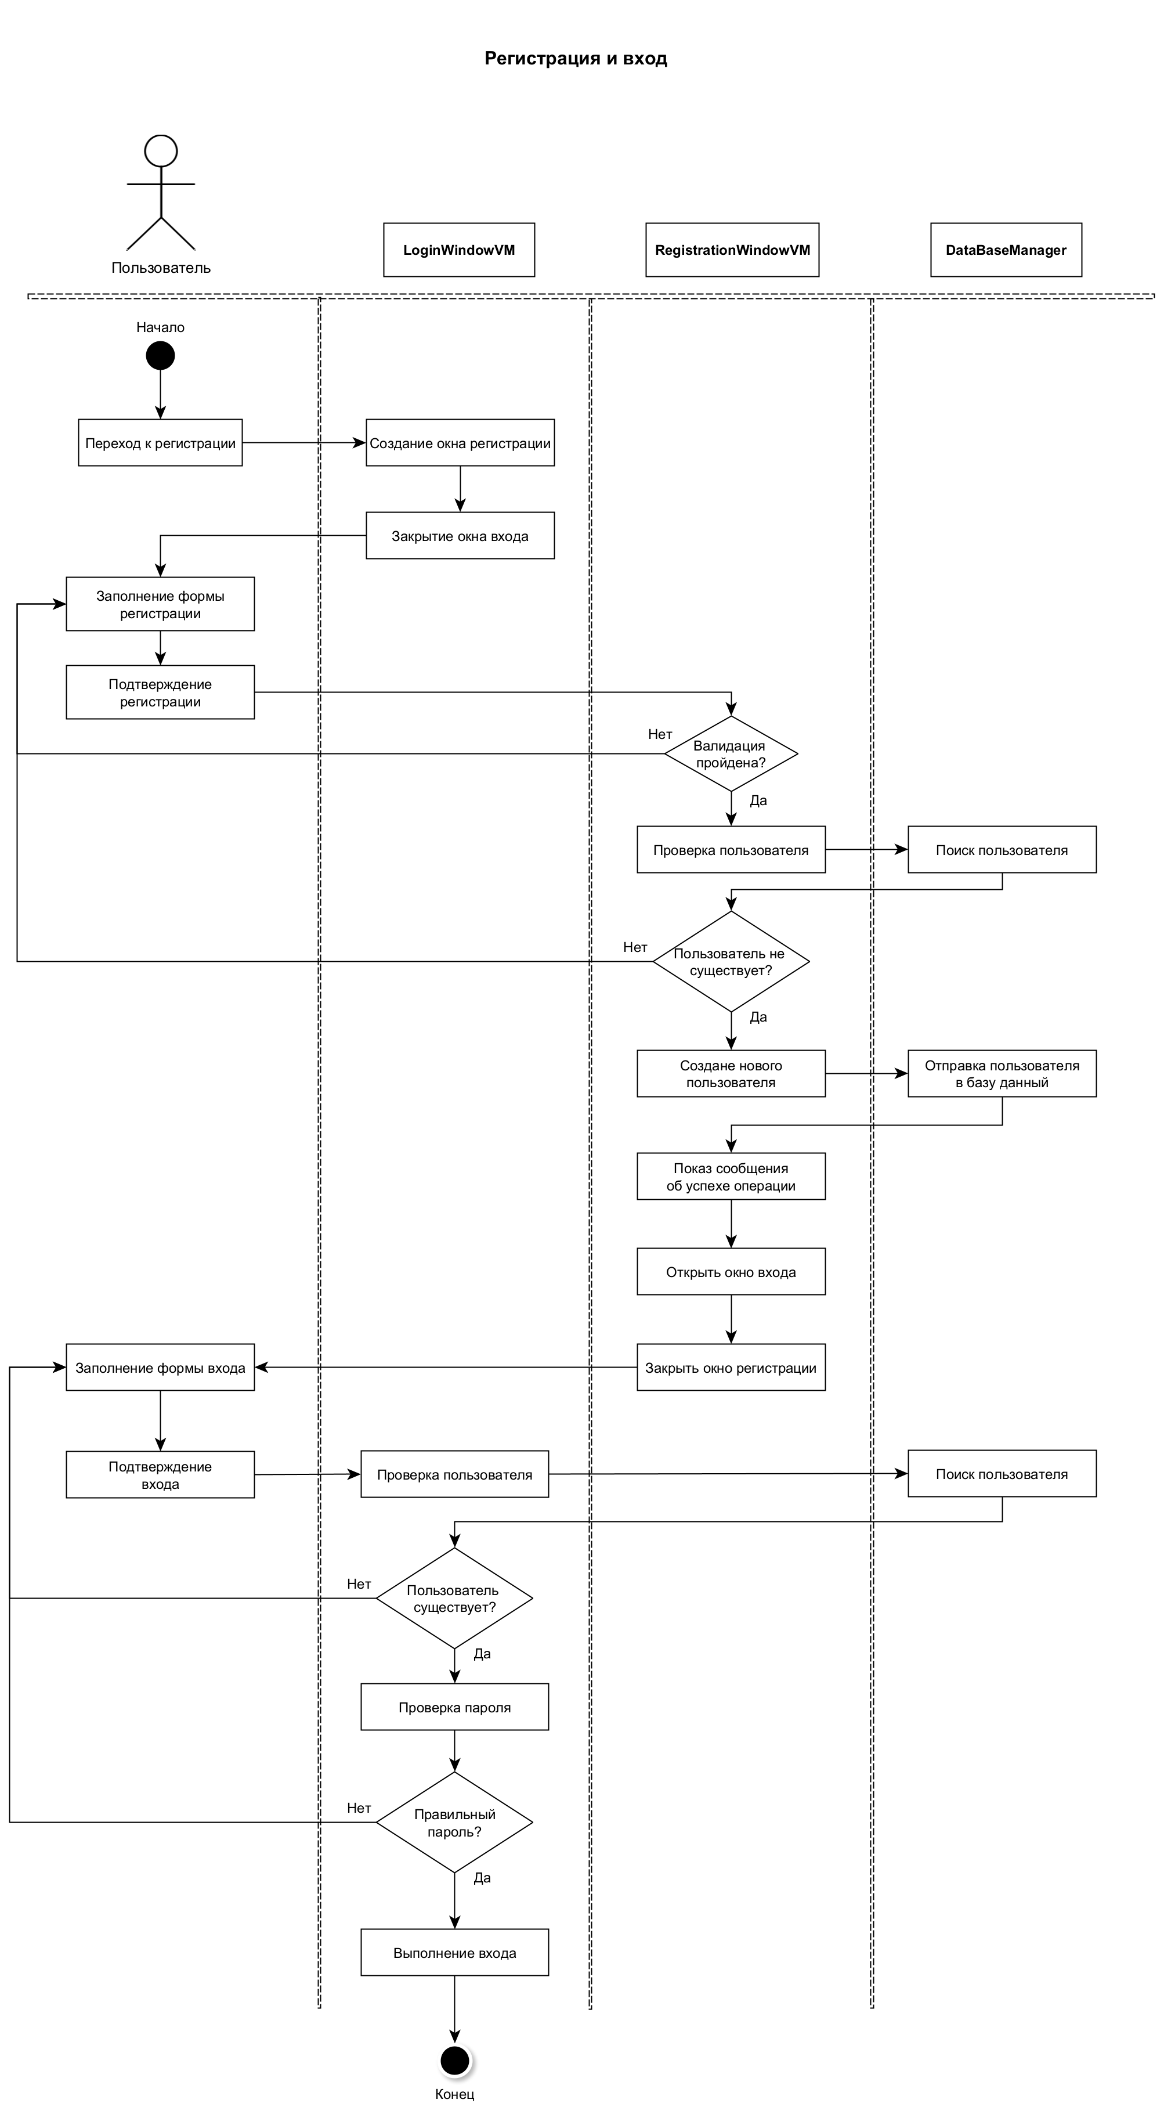 Регистрация и вход
Пользователь
LoginWindowVM
RegistrationWindowVM
DataBaseManager
Начало
Переход к регистрации
Создание окна регистрации
Закрытие окна входа
Заполнение формы
регистрации
Подтверждение
регистрации
Нет
Валидация
пройдена?
Да
Проверка пользователя
Поиск пользователя
Нет
Пользователь не
существует?
Да
Создане нового
пользователя
Отправка пользователя
в базу данный
Показ сообщения
об успехе операции
Открыть окно входа
Заполнение формы входа
Закрыть окно регистрации
Подтверждение
входа
Проверка пользователя
Поиск пользователя
Нет
Пользователь
существует?
Да
Проверка пароля
Нет
Правильный
пароль?
Да
Выполнение входа
Конец